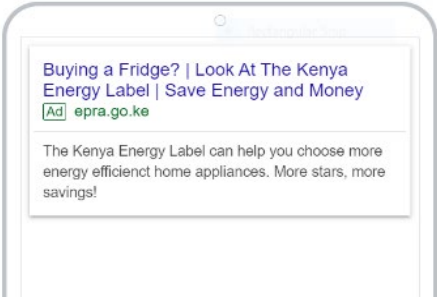 Buying a Fridge? | Look At The Kenya
Energy Label | Save Energy and Money
Ad epra.go.ke
The Kenya Energy Label can help you choose more
energy efficienct home appliances. More stars, more
savings!